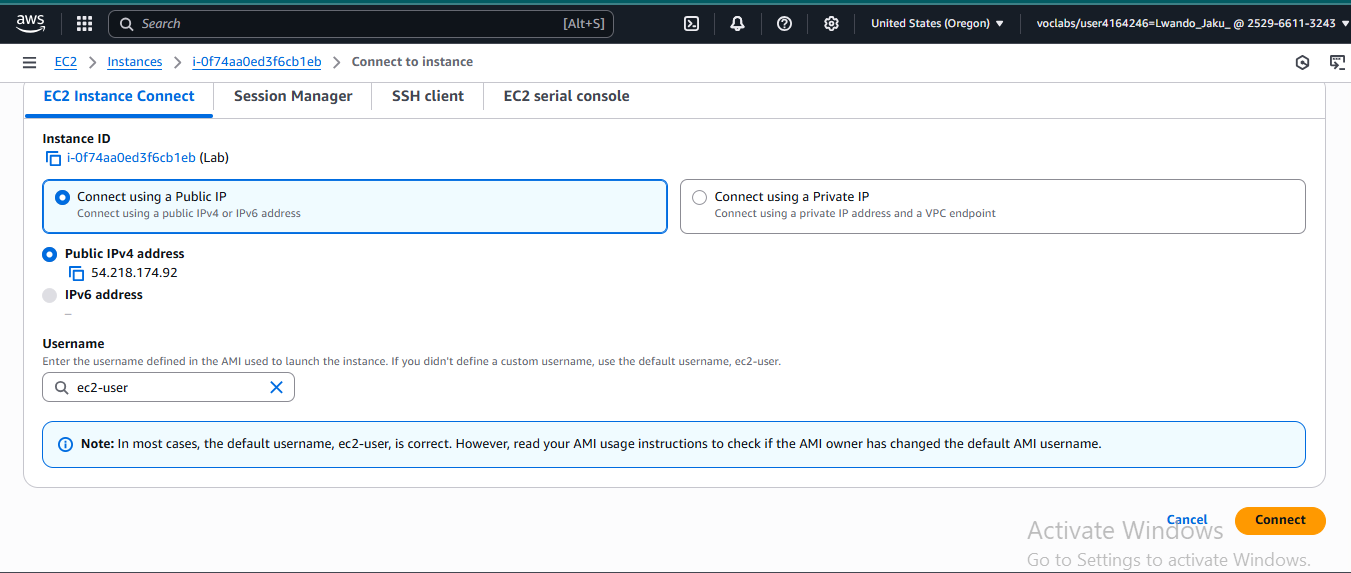 aws Search [Alt+S] United States (Oregon) voclabs/user4164246=Lwando_Jaku_ @ 2529-6611-3243
EC2 Instances i-0f74aa0ed3f6cb1eb Connect to instance
EC2 Instance Connect Session Manager SSH client EC2 serial console
Instance ID
i-0f74aa0ed3f6cb1eb (Lab)
Connect using a Public IP
Connect using a public IPv4 or IPv6 address
Connect using a Private IP
Connect using a private IP address and a VPC endpoint
Public IPv4 address
54.218.174.92
IPv6 address
–
Username
Enter the username defined in the AMI used to launch the instance. If you didn't define a custom username, use the default username, ec2-user.
ec2-user
Note: In most cases, the default username, ec2-user, is correct. However, read your AMI usage instructions to check if the AMI owner has changed the default AMI username.
Cancel Connect
Activate Windows
Go to Settings to activate Windows.